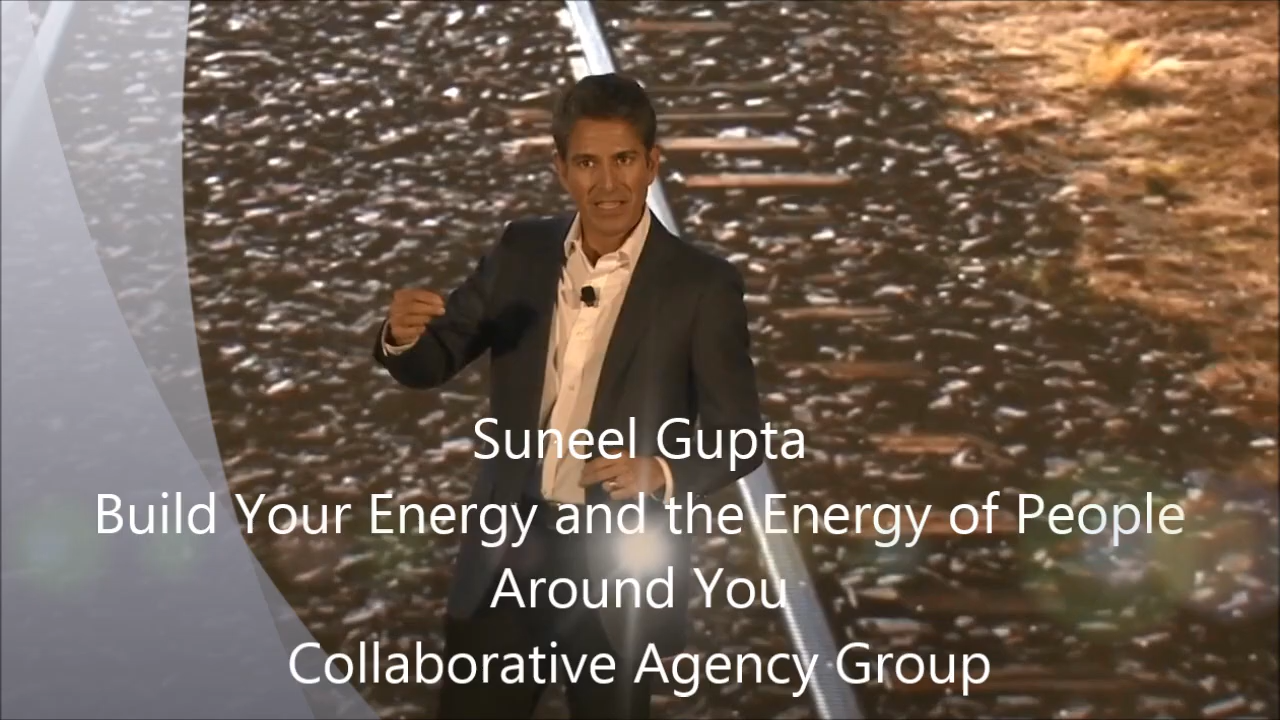 Suneel Gupta
Build Your Energy and the Energy of People
Around You
Collaborative Agency Group